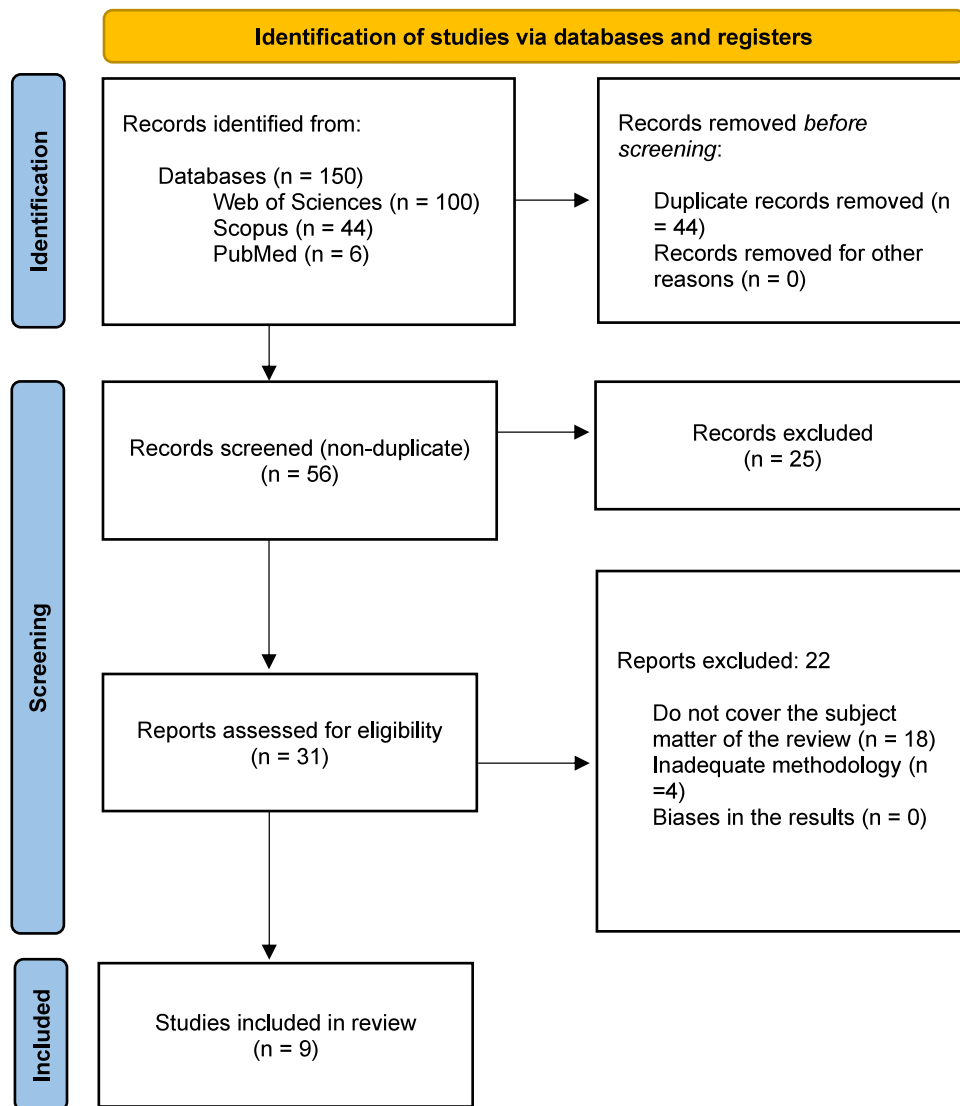 Identification of studies via databases and registers
Identification
Records identified from:
Databases (n = 150)
Web of Sciences (n = 100)
Scopus (n = 44)
PubMed (n = 6)
Records removed before
screening:
Duplicate records removed (n
= 44)
Records removed for other
reasons (n = 0)
Screening
Records screened (non-duplicate)
(n = 56)
Records excluded
(n = 25)
Reports assessed for eligibility
(n = 31)
Reports excluded: 22
Do not cover the subject
matter of the review (n = 18)
Inadequate methodology (n
=4)
Biases in the results (n = 0)
Included
Studies included in review
(n = 9)